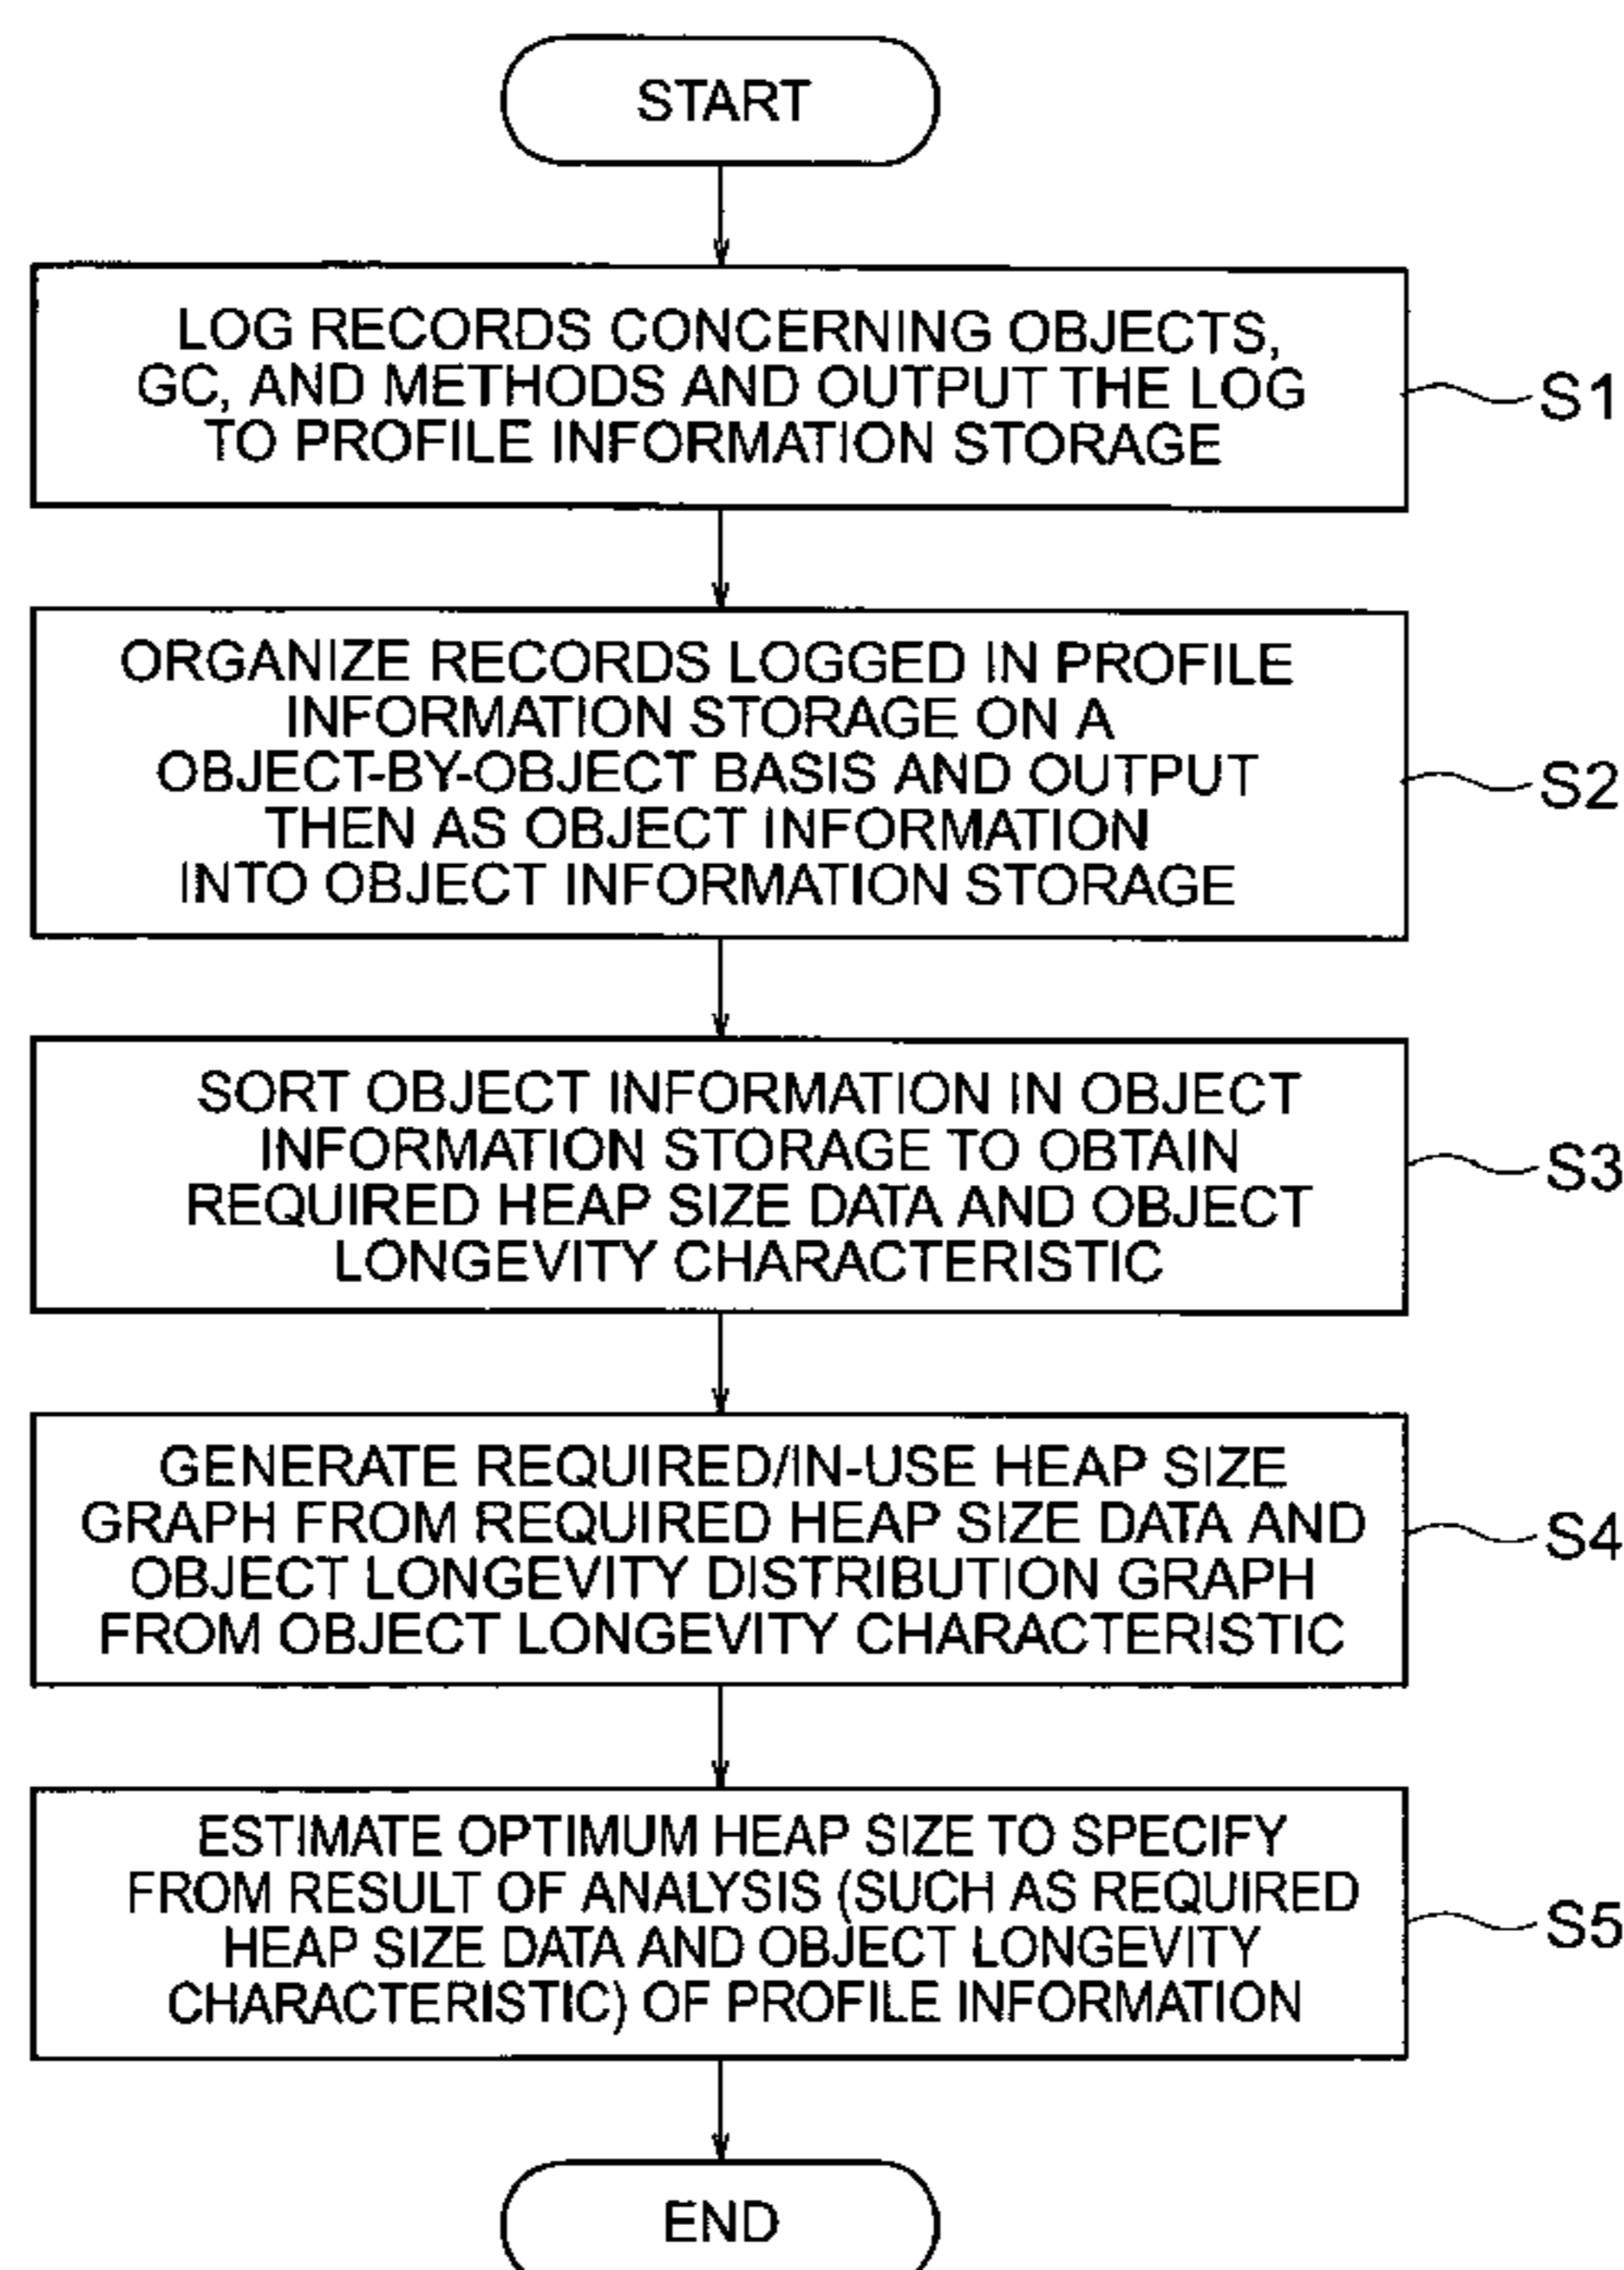 START
LOG RECORDS CONCERNING OBJECTS,
GC, AND METHODS AND OUTPUT THE LOG
TO PROFILE INFORMATION STORAGE
S1
ORGANIZE RECORDS LOGGED IN PROFILE
INFORMATION STORAGE ON A
OBJECT-BY-OBJECT BASIS AND OUTPUT
THEN AS OBJECT INFORMATION
INTO OBJECT INFORMATION STORAGE
S2
SORT OBJECT INFORMATION IN OBJECT
INFORMATION STORAGE TO OBTAIN
REQUIRED HEAP SIZE DATA AND OBJECT
LONGEVITY CHARACTERISTIC
S3
GENERATE REQUIRED/IN-USE HEAP SIZE
GRAPH FROM REQUIRED HEAP SIZE DATA AND
OBJECT LONGEVITY DISTRIBUTION GRAPH
FROM OBJECT LONGEVITY CHARACTERISTIC
S4
ESTIMATE OPTIMUM HEAP SIZE TO SPECIFY
FROM RESULT OF ANALYSIS (SUCH AS REQUIRED
HEAP SIZE DATA AND OBJECT LONGEVITY
CHARACTERISTIC) OF PROFILE INFORMATION
S5
END